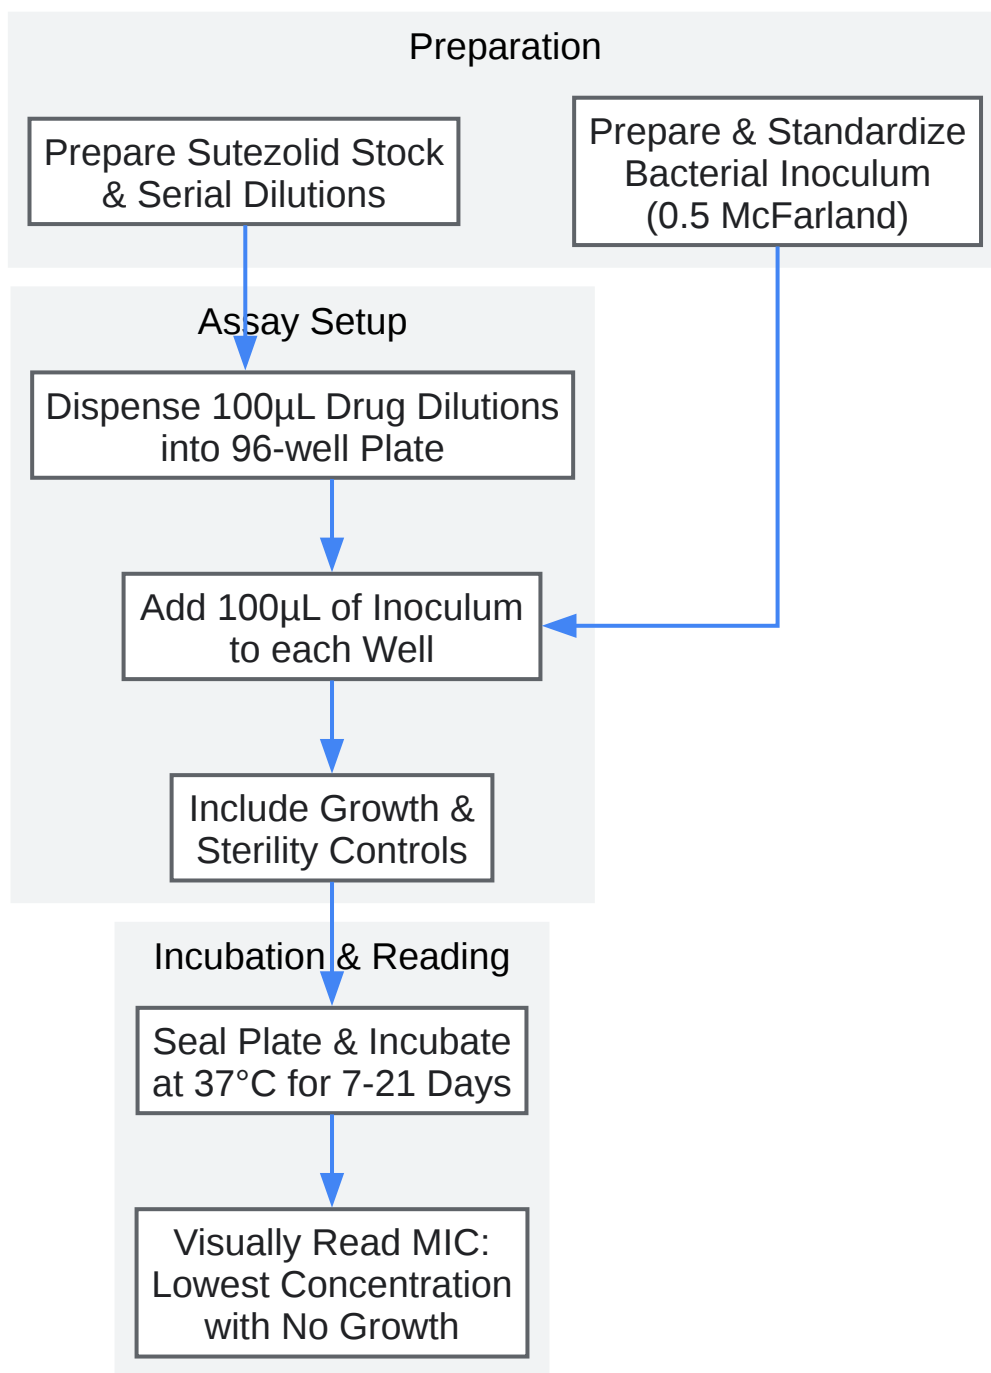 Preparation
Prepare Sutezolid Stock
& Serial Dilutions
Prepare & Standardize
Bacterial Inoculum
(0.5 McFarland)
Assay Setup
Dispense 100µL Drug Dilutions
into 96-well Plate
Add 100µL of Inoculum
to each Well
Include Growth &
Sterility Controls
Incubation & Reading
Seal Plate & Incubate
at 37°C for 7-21 Days
Visually Read MIC:
Lowest Concentration
with No Growth